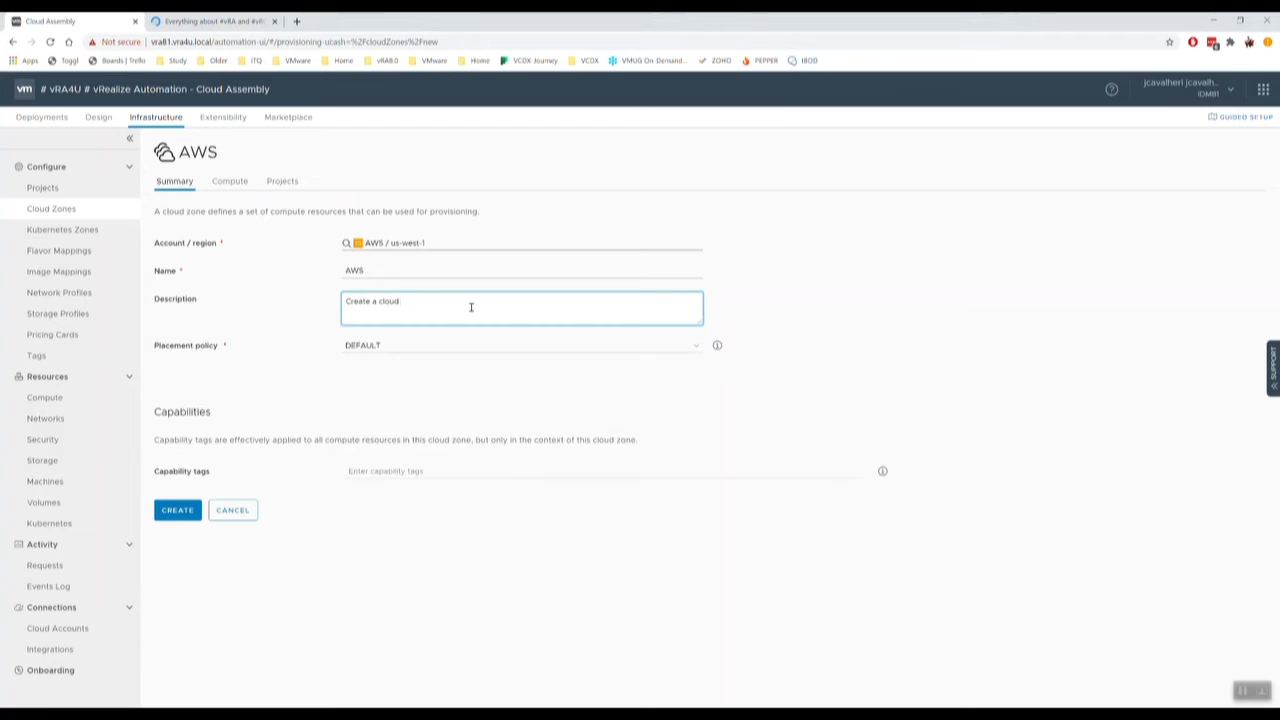 Cloud Assembly
Everything about #vRA and #vR
Not secure | vra81.vra4u.local/automation-ui/#/provisioning-ucash=%2FcloudZones%2Fnew
Apps Toggl Boards | Trello Study Older ITQ VMware Home vRA8.0 VMware Home VCDX Journey VCDX VMUG On-Demand... ZOHO PEPPER
vm # vRA4U # vRealize Automation - Cloud Assembly
jcavalheri jcavalh...
Deployments Design Infrastructure Extensibility Marketplace
GUIDED SETUP
AWS
Summary Compute Projects
A cloud zone defines a set of compute resources that can be used for provisioning.
Account / region *
AWS / us-west-1
Name *
AWS
Description
Create a cloud
Placement policy *
DEFAULT
Capabilities
Capability tags are effectively applied to all compute resources in this cloud zone, but only in the context of this cloud zone.
Capability tags
Enter capability tags
CREATE CANCEL
Configure
Projects
Cloud Zones
Kubernetes Zones
Flavor Mappings
Image Mappings
Network Profiles
Storage Profiles
Pricing Cards
Tags
Resources
Compute
Networks
Security
Storage
Machines
Volumes
Kubernetes
Activity
Requests
Events Log
Connections
Cloud Accounts
Integrations
Onboarding
SUPPORT